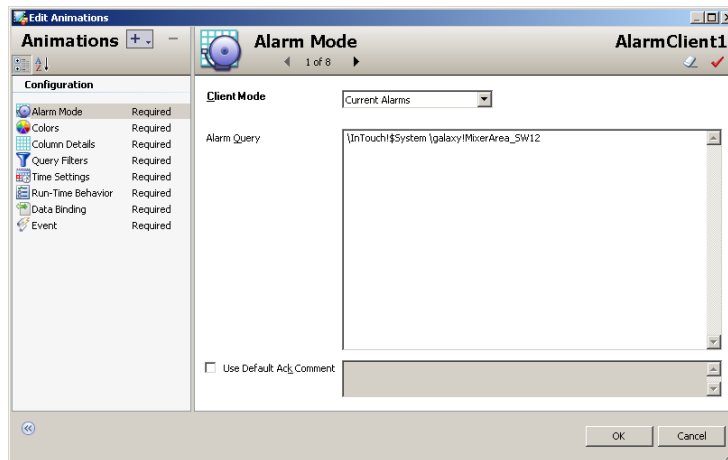 Edit Animations
Animations
Configuration
Alarm Mode Required
Colors Required
Column Details Required
Query Filters Required
Time Settings Required
Run-Time Behavior Required
Data Binding Required
Event Required
Alarm Mode
AlarmClient1
1 of 8
Client Mode
Current Alarms
Alarm Query
\InTouch!$System \galaxy!MixerArea_SW12
Use Default Ack Comment
OK
Cancel